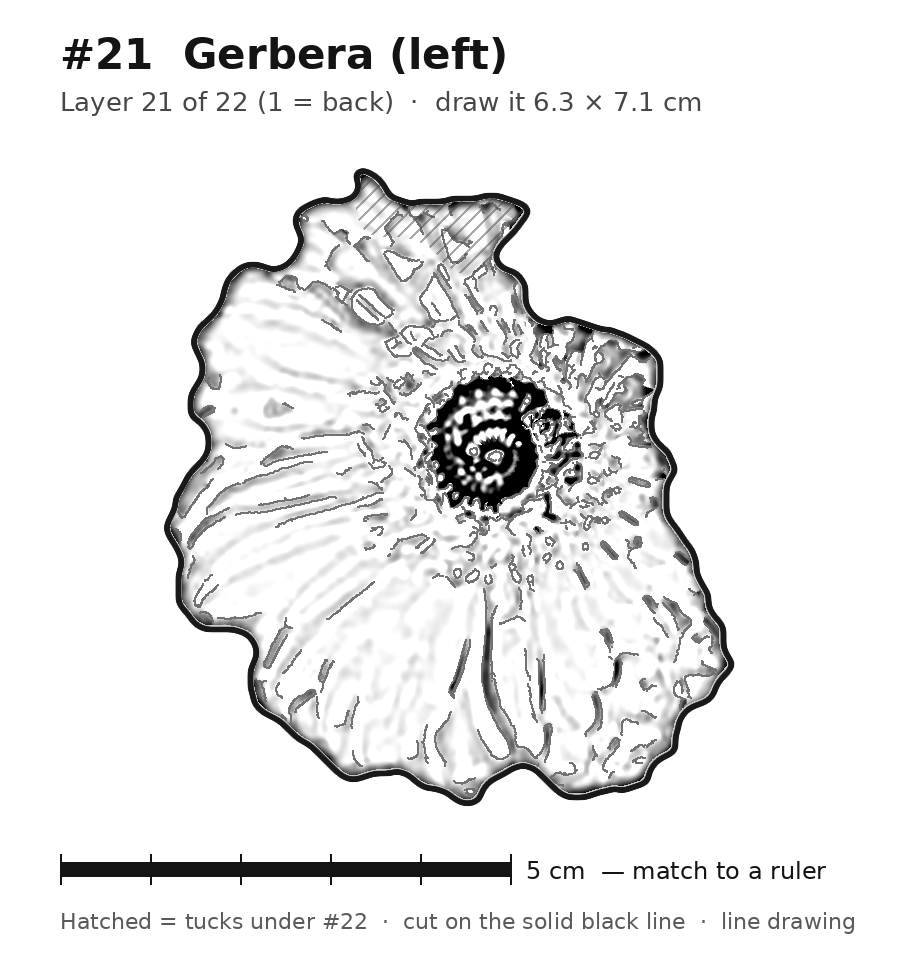 #21 Gerbera (left)
Layer 21 of 22 (1 = back) · draw it 6.3 × 7.1 cm
5 cm — match to a ruler
Hatched = tucks under #22 · cut on the solid black line · line drawing